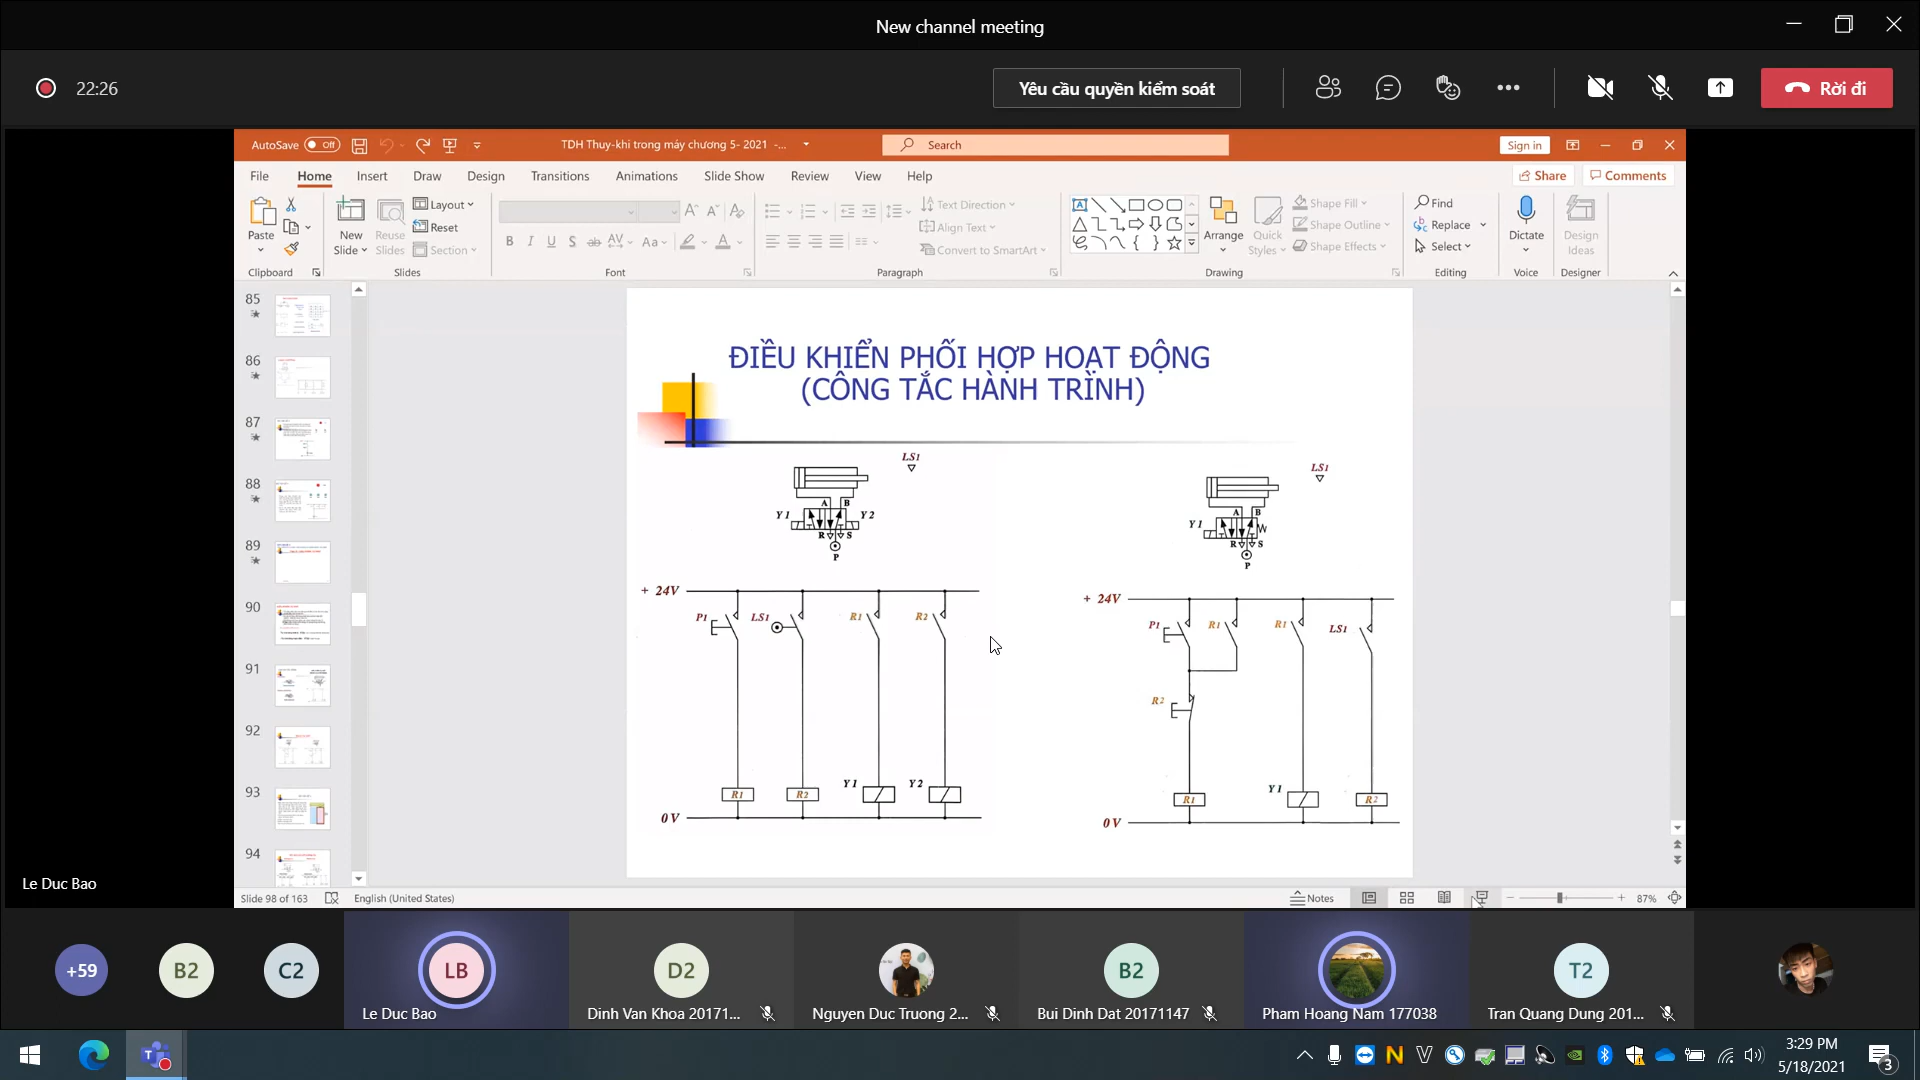 New channel meeting
22:26
Yêu cầu quyền kiểm soát
Rời đi
AutoSave Off
TDH Thuy-khi trong máy chương 5- 2021 -...
Search
Sign in
File Home Insert Draw Design Transitions Animations Slide Show Review View Help
Share Comments
Paste
New Slide
Reuse Slides
Layout
Reset
Section
B I U S ab AV Aa A
Text Direction
Align Text
Convert to SmartArt
Arrange
Quick Styles
Shape Fill
Shape Outline
Shape Effects
Find
Replace
Select
Dictate
Design Ideas
Clipboard Slides Font Paragraph Drawing Editing Voice Designer
85
86
87
88
89
90
91
92
93
94
ĐIỀU KHIỂN PHỐI HỢP HOẠT ĐỘNG
(CÔNG TẮC HÀNH TRÌNH)
LS1
A B
Y1 Y2
R S
P
+ 24V
P1 LS1 R1 R2
R1 R2 Y1 Y2
0V
LS1
A B
Y1 W
R S
P
+ 24V
P1 R1 R1 LS1
R2
R1 Y1 R2
0V
Le Duc Bao
Slide 98 of 163
English (United States)
Notes
87%
+59
B2
C2
LB
Le Duc Bao
D2
Dinh Van Khoa 20171...
Nguyen Duc Truong 2...
B2
Bui Dinh Dat 20171147
Pham Hoang Nam 177038
T2
Tran Quang Dung 201...
3:29 PM
5/18/2021
3